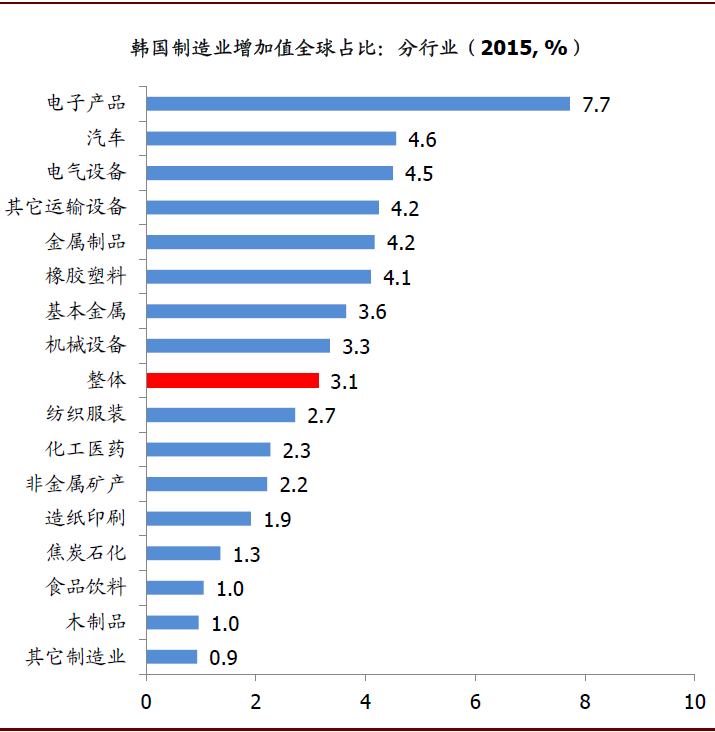 韩国制造业增加值全球占比：分行业（2015, %）
电子产品 7.7
汽车 4.6
电气设备 4.5
其它运输设备 4.2
金属制品 4.2
橡胶塑料 4.1
基本金属 3.6
机械设备 3.3
整体 3.1
纺织服装 2.7
化工医药 2.3
非金属矿产 2.2
造纸印刷 1.9
焦炭石化 1.3
食品饮料 1.0
木制品 1.0
其它制造业 0.9
0 2 4 6 8 10